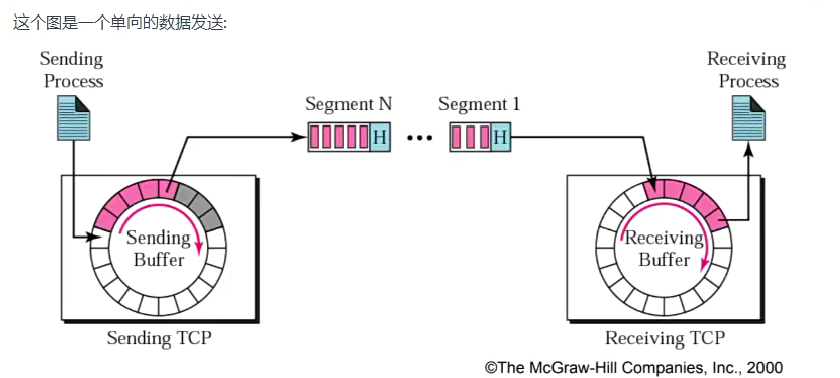 这个图是一个单向的数据发送:
Sending
Process
Receiving
Process
Segment N
Segment 1
H
•••
H
Sending
Buffer
Receiving
Buffer
Sending TCP
Receiving TCP
©The McGraw-Hill Companies, Inc., 2000